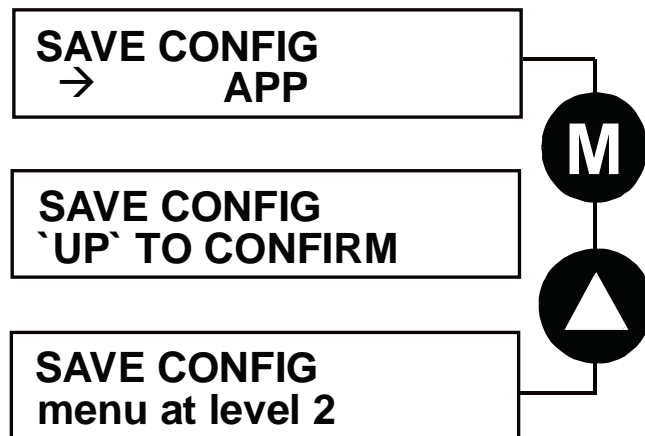 SAVE CONFIG
→ APP
M
SAVE CONFIG
`UP` TO CONFIRM
SAVE CONFIG
menu at level 2